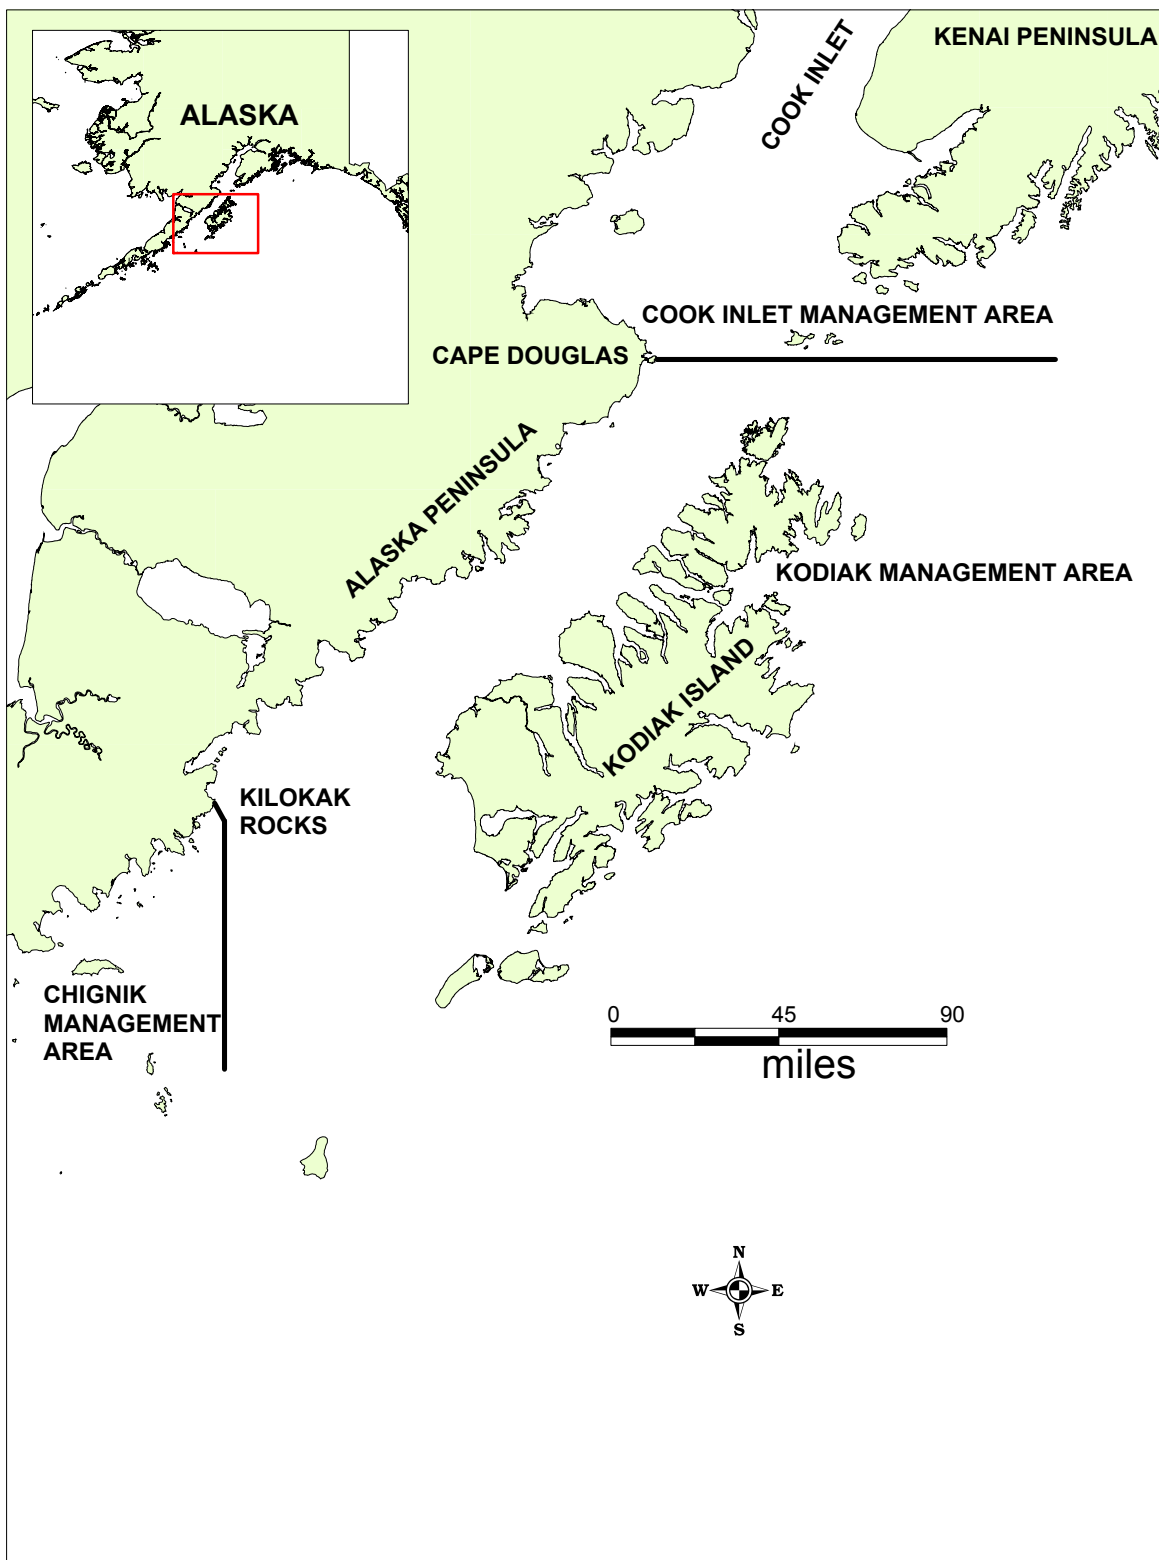 KENAI PENINSULA
COOK INLET
ALASKA
COOK INLET MANAGEMENT AREA
CAPE DOUGLAS
ALASKA PENINSULA
KODIAK MANAGEMENT AREA
KODIAK ISLAND
KILOKAK
ROCKS
CHIGNIK
MANAGEMENT
AREA
0 45 90
miles
N
W E
S